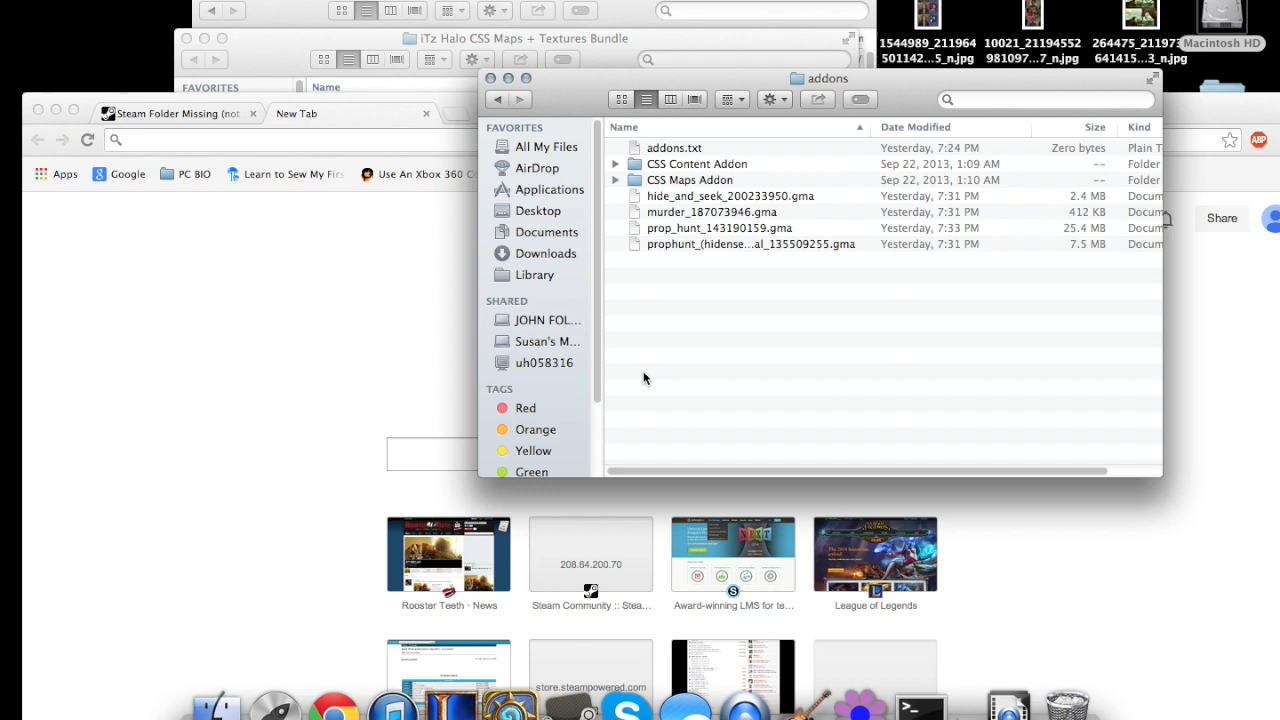 1544989_211964
501142...5_n.jpg
10021_21194552
981097...7_n.jpg
264475_21197
641415...3_n.jpg
Macintosh HD
iTz Halo CSS Maps + Textures Bundle
FAVORITES
Name
addons
Steam Folder Missing (not
New Tab
Apps
Google
PC BIO
Learn to Sew My Firs
Use An Xbox 360 C
ABP
Share
FAVORITES
All My Files
AirDrop
Applications
Desktop
Documents
Downloads
Library
SHARED
JOHN FOL...
Susan's M...
uh058316
TAGS
Red
Orange
Yellow
Green
Name Date Modified Size Kind
addons.txt Yesterday, 7:24 PM Zero bytes Plain T
CSS Content Addon Sep 22, 2013, 1:09 AM -- Folder
CSS Maps Addon Sep 22, 2013, 1:10 AM -- Folder
hide_and_seek_200233950.gma Yesterday, 7:31 PM 2.4 MB Docum
murder_187073946.gma Yesterday, 7:31 PM 412 KB Docum
prop_hunt_143190159.gma Yesterday, 7:33 PM 25.4 MB Docum
prophunt_(hidense...al_135509255.gma Yesterday, 7:31 PM 7.5 MB Docum
208.64.200.70
Rooster Teeth · News
Steam Community :: Stea...
Award-winning LMS for te...
League of Legends
store.steampowered.com